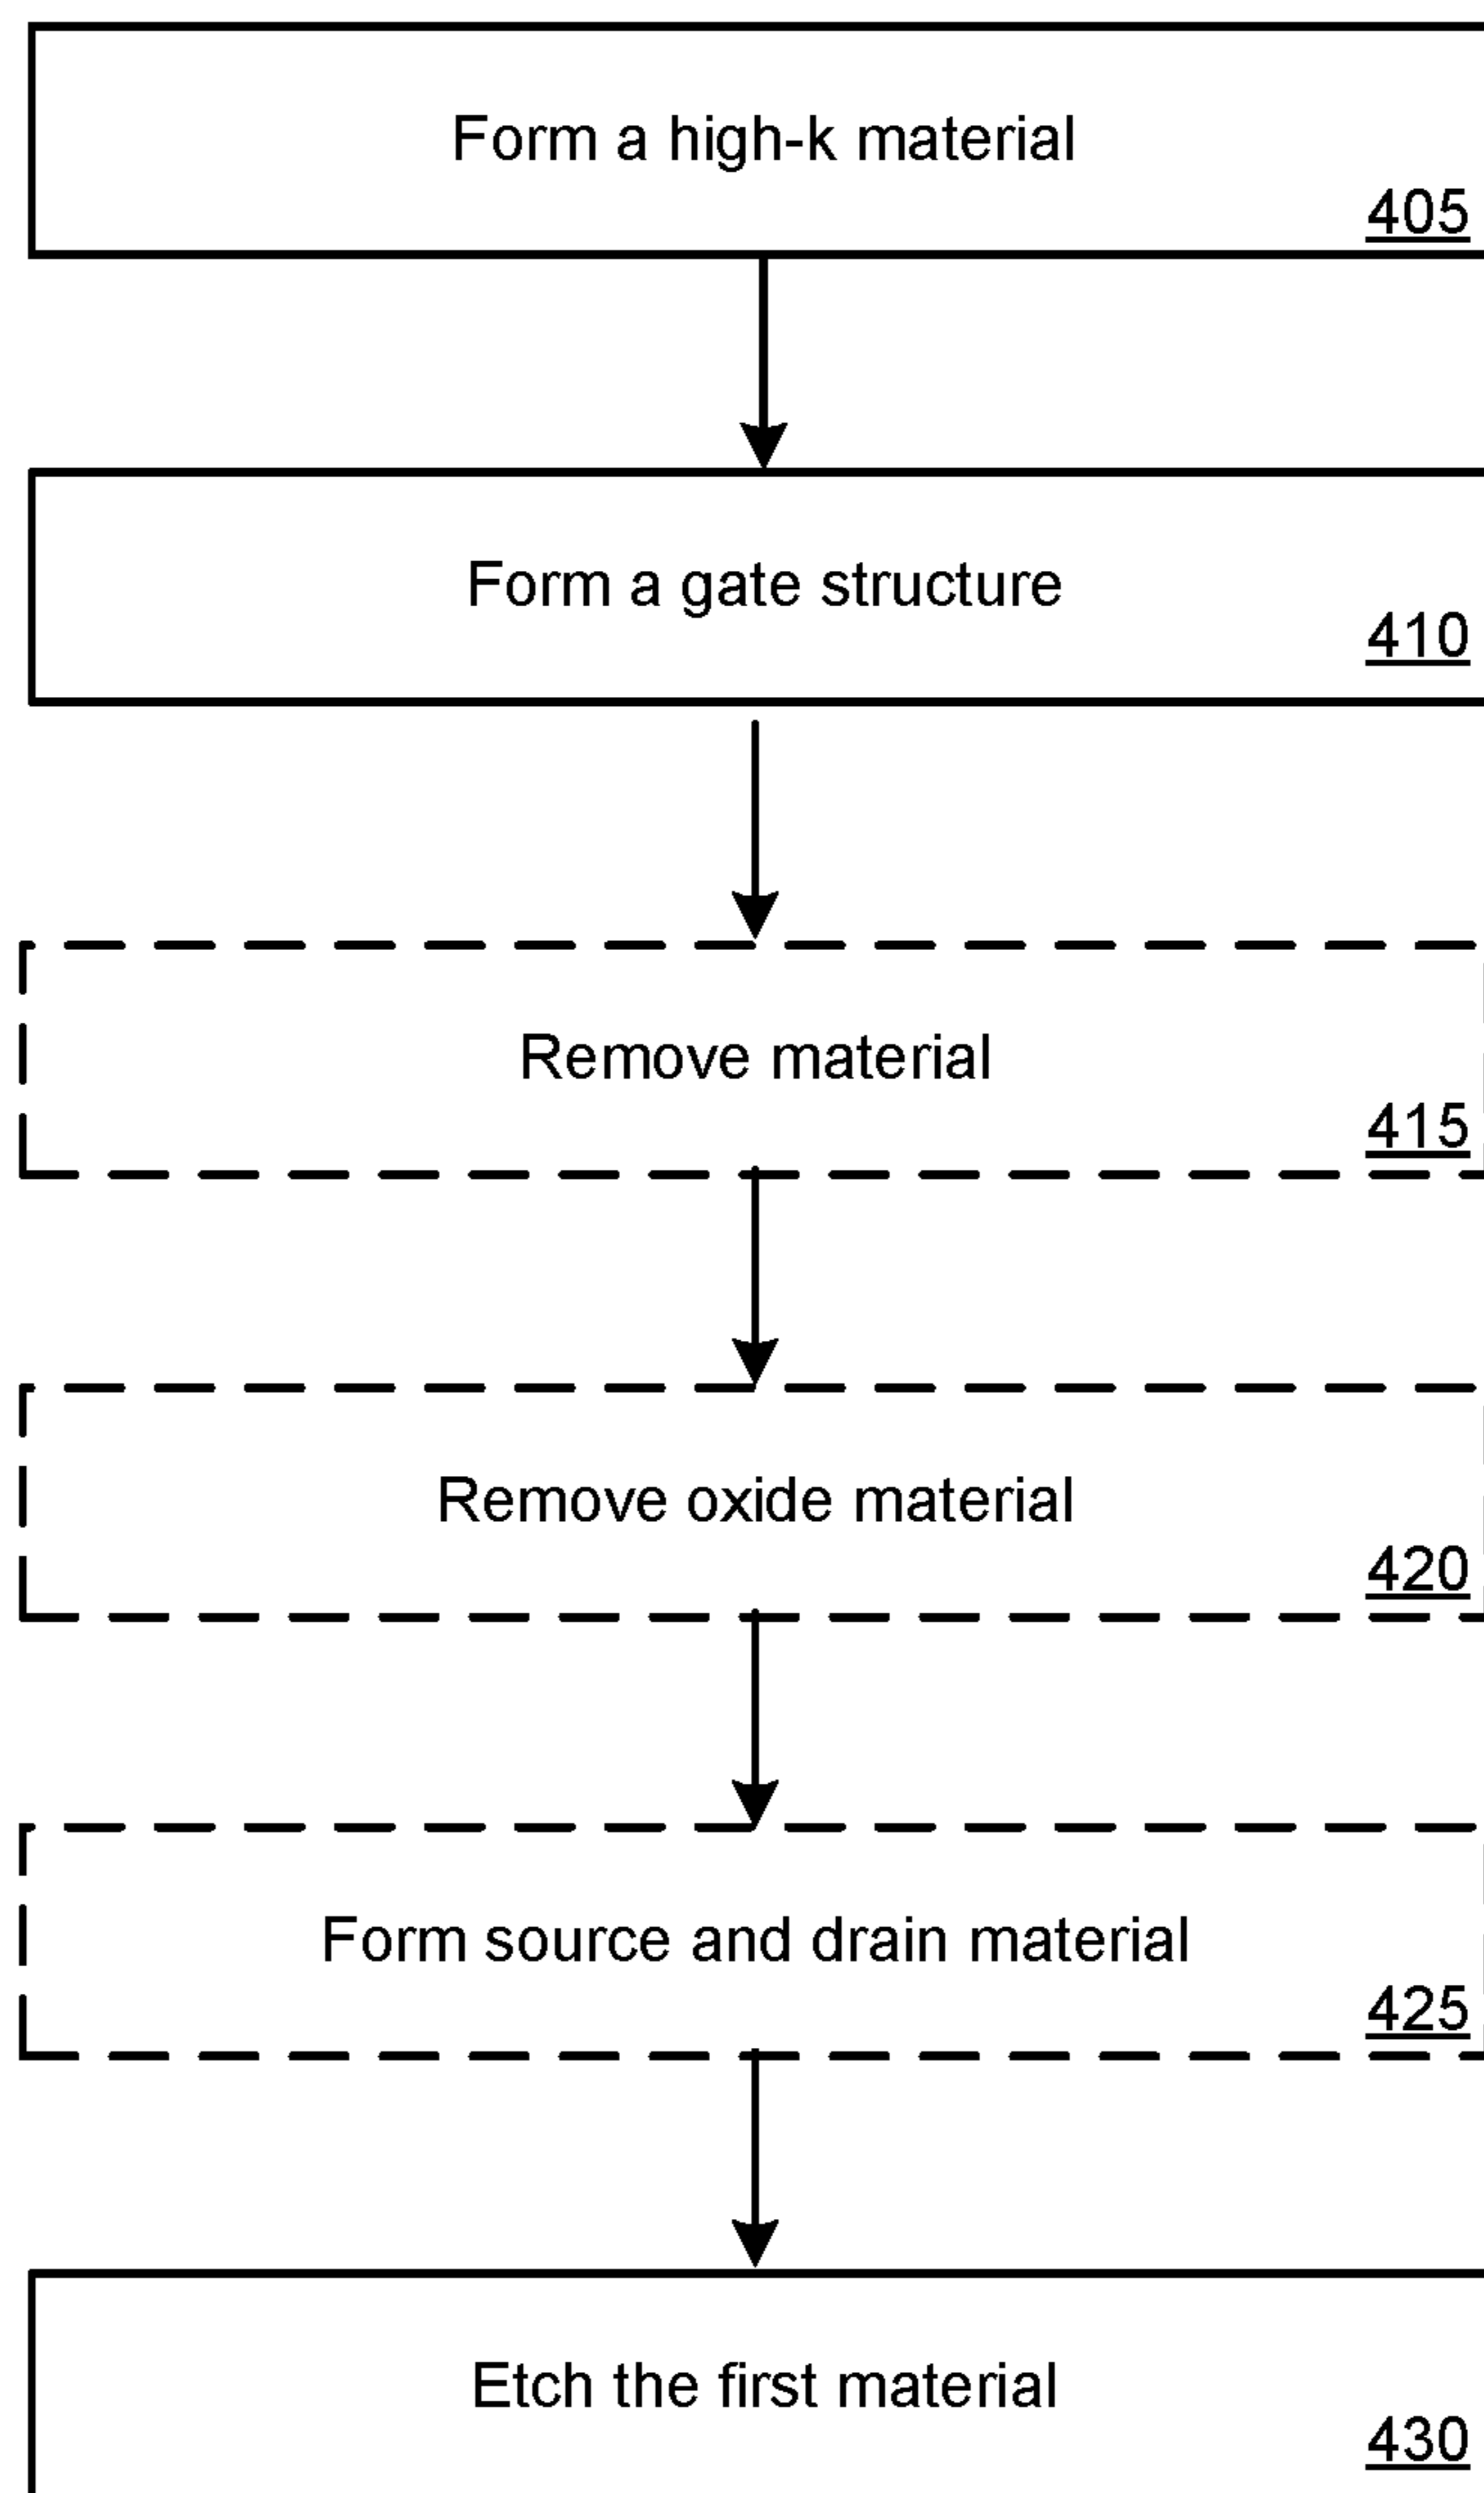 Form a high-k material
405
Form a gate structure
410
Remove material
415
Remove oxide material
420
Form source and drain material
425
Etch the first material
430